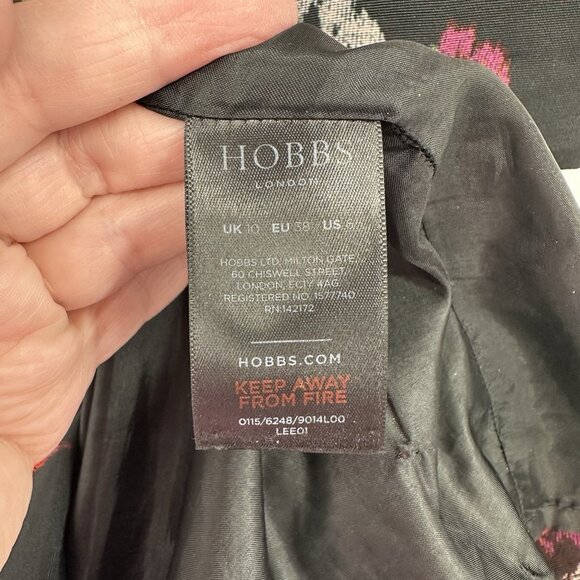 HOBBS
LONDON
UK 10 EU 38 US
HOBBS LTD, MILTON GATE,
60 CHISWELL STREET,
LONDON, EC1Y 4AG
REGISTERED NO. 1577740
RN:142172
HOBBS.COM
KEEP AWAY
FROM FIRE
0115/6248/9014L00
LEE01